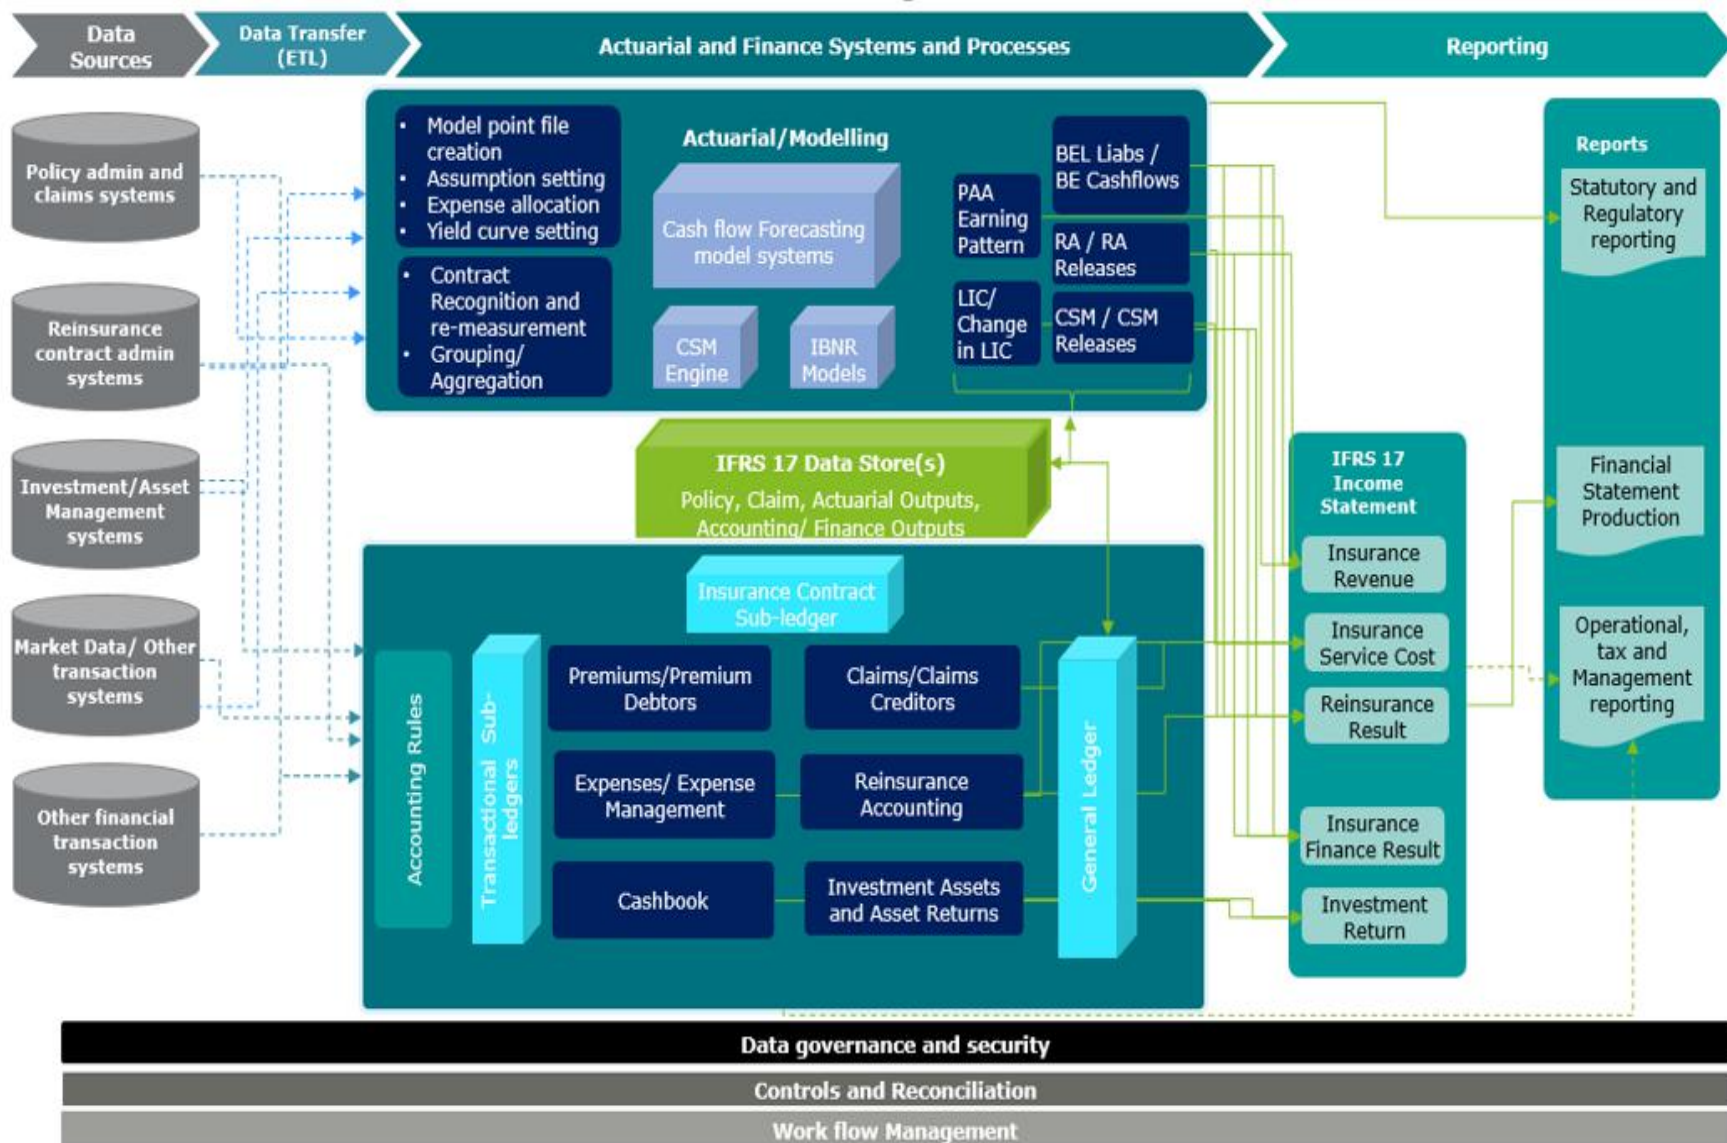 Data
Sources
Data Transfer
(ETL)
Actuarial and Finance Systems and Processes
Reporting
Policy admin and
claims systems
Reinsurance
contract admin
systems
Investment/Asset
Management
systems
Market Data/ Other
transaction
systems
Other financial
transaction
systems
• Model point file
creation
• Assumption setting
• Expense allocation
• Yield curve setting
• Contract
Recognition and
re-measurement
• Grouping/
Aggregation
Actuarial/Modelling
Cash flow Forecasting
model systems
CSM
Engine
IBNR
Models
PAA
Earning
Pattern
LIC/
Change
in LIC
BEL Liabs /
BE Cashflows
RA / RA
Releases
CSM / CSM
Releases
IFRS 17 Data Store(s)
Policy, Claim, Actuarial Outputs,
Accounting/ Finance Outputs
Insurance Contract
Sub-ledger
Accounting Rules
Transactional Sub-
ledgers
Premiums/Premium
Debtors
Claims/Claims
Creditors
Expenses/ Expense
Management
Reinsurance
Accounting
Cashbook
Investment Assets
and Asset Returns
General Ledger
IFRS 17
Income
Statement
Insurance
Revenue
Insurance
Service Cost
Reinsurance
Result
Insurance
Finance Result
Investment
Return
Reports
Statutory and
Regulatory
reporting
Financial
Statement
Production
Operational,
tax and
Management
reporting
Data governance and security
Controls and Reconciliation
Work flow Management